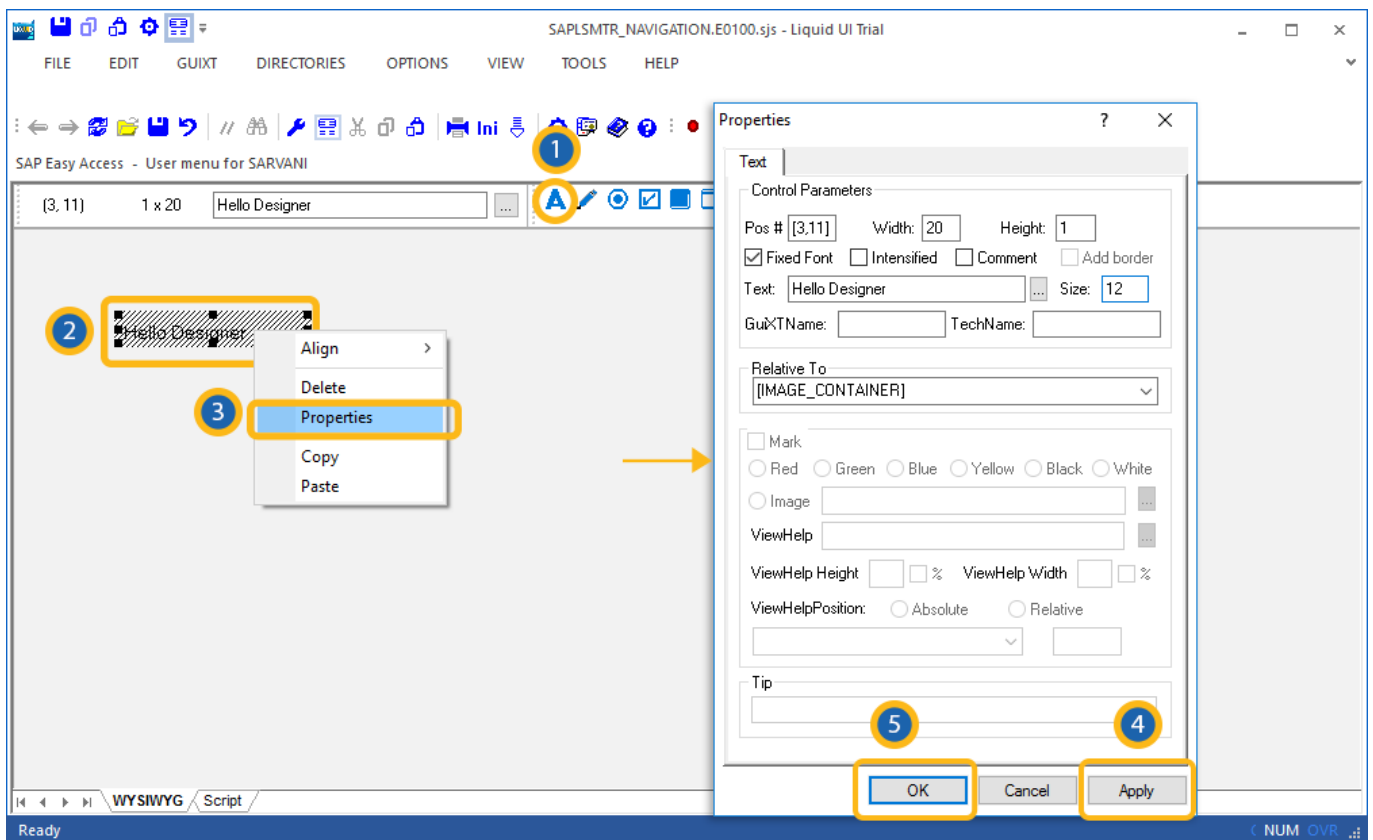 SAPLSMTR_NAVIGATION.E0100.sjs - Liquid UI Trial
FILE EDIT GUIXT DIRECTORIES OPTIONS VIEW TOOLS HELP
// Ini
SAP Easy Access - User menu for SARVANI
1
(3, 11) 1 x 20 Hello Designer ... A
2
Hello Designer
Align >
Delete
3
Properties
Copy
Paste
Properties ? ×
Text
Control Parameters
Pos # [3,11] Width: 20 Height: 1
Fixed Font Intensified Comment Add border
Text: Hello Designer ... Size: 12
GuiXTName: TechName:
Relative To
[IMAGE_CONTAINER]
Mark
Red Green Blue Yellow Black White
Image ...
ViewHelp ...
ViewHelp Height % ViewHelp Width %
ViewHelpPosition: Absolute Relative
Tip
5 4
OK Cancel Apply
WYSIWYG Script
Ready NUM OVR